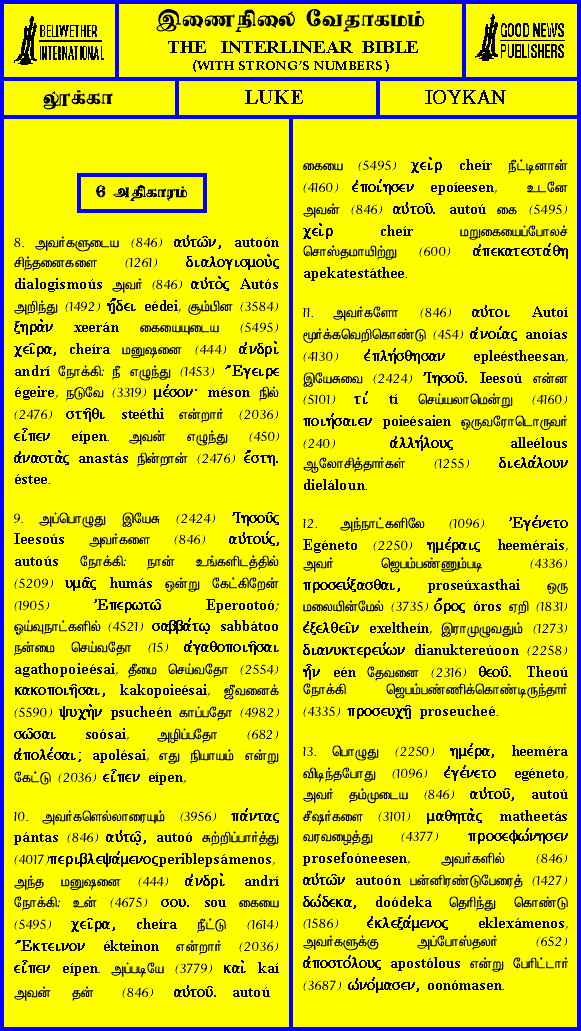 BELLWETHER
INTERNATIONAL
இணைநிலை வேதாகமம்
THE INTERLINEAR BIBLE
(WITH STRONG'S NUMBERS)
GOOD NEWS
PUBLISHERS
லூக்கா
LUKE
ΙΟΥΚΑΝ
6 அதிகாரம்
8. அவர்களுடைய (846) αὐτῶν, autoón
சிந்தனைகளை (1261) διαλογισμοὺς
dialogismoús அவர் (846) αὐτὸς Autós
அறிந்து (1492) ᾔδει eédei, சூம்பின (3584)
ξηρὰν xeerán கையையுடைய (5495)
χεῖρα, cheíra மனுஷனை (444) ἀνδρὶ
andrí நோக்கி: நீ எழுந்து (1453) Ἔγειρε
égeire, நடுவே (3319) μέσον· méson நில்
(2476) στῆθι steéthi என்றார் (2036)
εἶπεν eípen. அவன் எழுந்து (450)
ἀναστὰς anastás நின்றான் (2476) ἔστη.
éstee.
9. அப்பொழுது இயேசு (2424) Ἰησοῦς
Ieesoús அவர்களை (846) αὐτούς,
autoús நோக்கி: நான் உங்களிடத்தில்
(5209) υμᾶς humás ஒன்று கேட்கிறேன்
(1905) Ἐπερωτῶ Eperootoó;
ஓய்வுநாட்களில் (4521) σαββάτῳ sabbátoo
நன்மை செய்வதோ (15) ἀγαθοποιῆσαι
agathopoieésai, தீமை செய்வதோ (2554)
κακοποιῆσαι, kakopoieésai, ஜீவனைக்
(5590) ψυχὴν psucheén காப்பதோ (4982)
σῶσαι soósai, அழிப்பதோ (682)
ἀπολέσαι; apolésai, எது நியாயம் என்று
கேட்டு (2036) εἶπεν eípen,
10. அவர்களெல்லாரையும் (3956) πάντας
pántas (846) αὐτῷ, autoó சுற்றிப்பார்த்து
(4017)περιβλεψάμενοςperiblepsámenos,
அந்த மனுஷனை (444) ἀνδρὶ andrí
நோக்கி: உன் (4675) σου. sou கையை
(5495) χεῖρα, cheíra நீட்டு (1614)
Ἔκτεινον ékteinon என்றார் (2036)
εἶπεν eípen. அப்படியே (3779) καὶ kaí
அவன் தன் (846) αὐτοῦ. autoú
கையை (5495) χεὶρ cheír நீட்டினான்
(4160) ἐποίησεν epoíeesen, உடனே
அவன் (846) αὐτοῦ. autoú கை (5495)
χεὶρ cheír மறுகையைப்போலச்
சொஸ்தமாயிற்று (600) ἀπεκατεστάθη
apekatestáthee.
11. அவர்களோ (846) αὐτοι Autoí
மூர்க்கவெறிகொண்டு (454) ἀνοίας anoías
(4130) ἐπλήσθησαν epleéstheesan,
இயேசுவை (2424) Ἰησοῦ. Ieesoú என்ன
(5101) τί tí செய்யலாமென்று (4160)
ποιήσαιεν poieésaien ஒருவரோடொருவர்
(240) ἀλλήλους alleélous
ஆலோசித்தார்கள் (1255) διελάλουν
dieláloun.
12. அந்நாட்களிலே (1096) Ἐγένετο
Egéneto (2250) ημέραις heemérais,
அவர் ஜெபம்பண்ணும்படி (4336)
προσεύξασθαι, proseúxasthai ஒரு
மலையின்மேல் (3735) ὄρος óros ஏறி (1831)
ἐξελθεῖν exeltheín, இராமுழுவதும் (1273)
διανυκτερεύων dianuktereúoon (2258)
ἦν eén தேவனை (2316) θεοῦ. Theoú
நோக்கி ஜெபம்பண்ணிக்கொண்டிருந்தார்
(4335) προσευχῇ proseucheé.
13. பொழுது (2250) ημέρα, heeméra
விடிந்தபோது (1096) ἐγένετο egéneto,
அவர் தம்முடைய (846) αὐτοῦ, autoú
சீஷர்களை (3101) μαθητὰς matheetás
வரவழைத்து (4377) προσεφώνησεν
prosefoóneesen, அவர்களில் (846)
αὐτῶν autoón பன்னிரண்டுபேரைத் (1427)
δώδεκα, doódeka தெரிந்து கொண்டு
(1586) ἐκλεξάμενος eklexámenos,
அவர்களுக்கு அப்போஸ்தலர் (652)
ἀποστόλους apostólous என்று பேரிட்டார்
(3687) ὠνόμασεν, oonómasen.